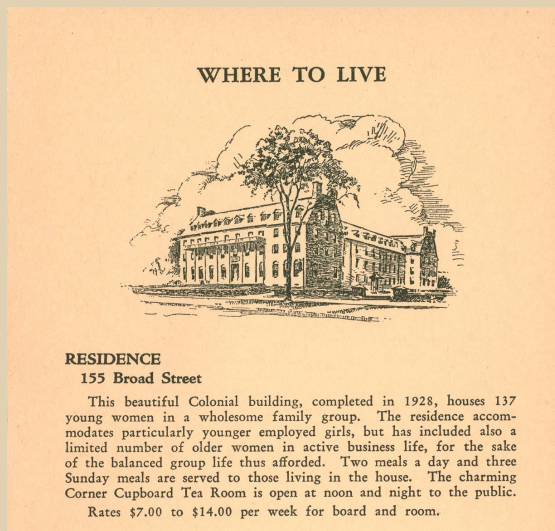 WHERE TO LIVE
RESIDENCE
155 Broad Street
This beautiful Colonial building, completed in 1928, houses 137
young women in a wholesome family group. The residence accom-
modates particularly younger employed girls, but has included also a
limited number of older women in active business life, for the sake
of the balanced group life thus afforded. Two meals a day and three
Sunday meals are served to those living in the house. The charming
Corner Cupboard Tea Room is open at noon and night to the public.
Rates $7.00 to $14.00 per week for board and room.